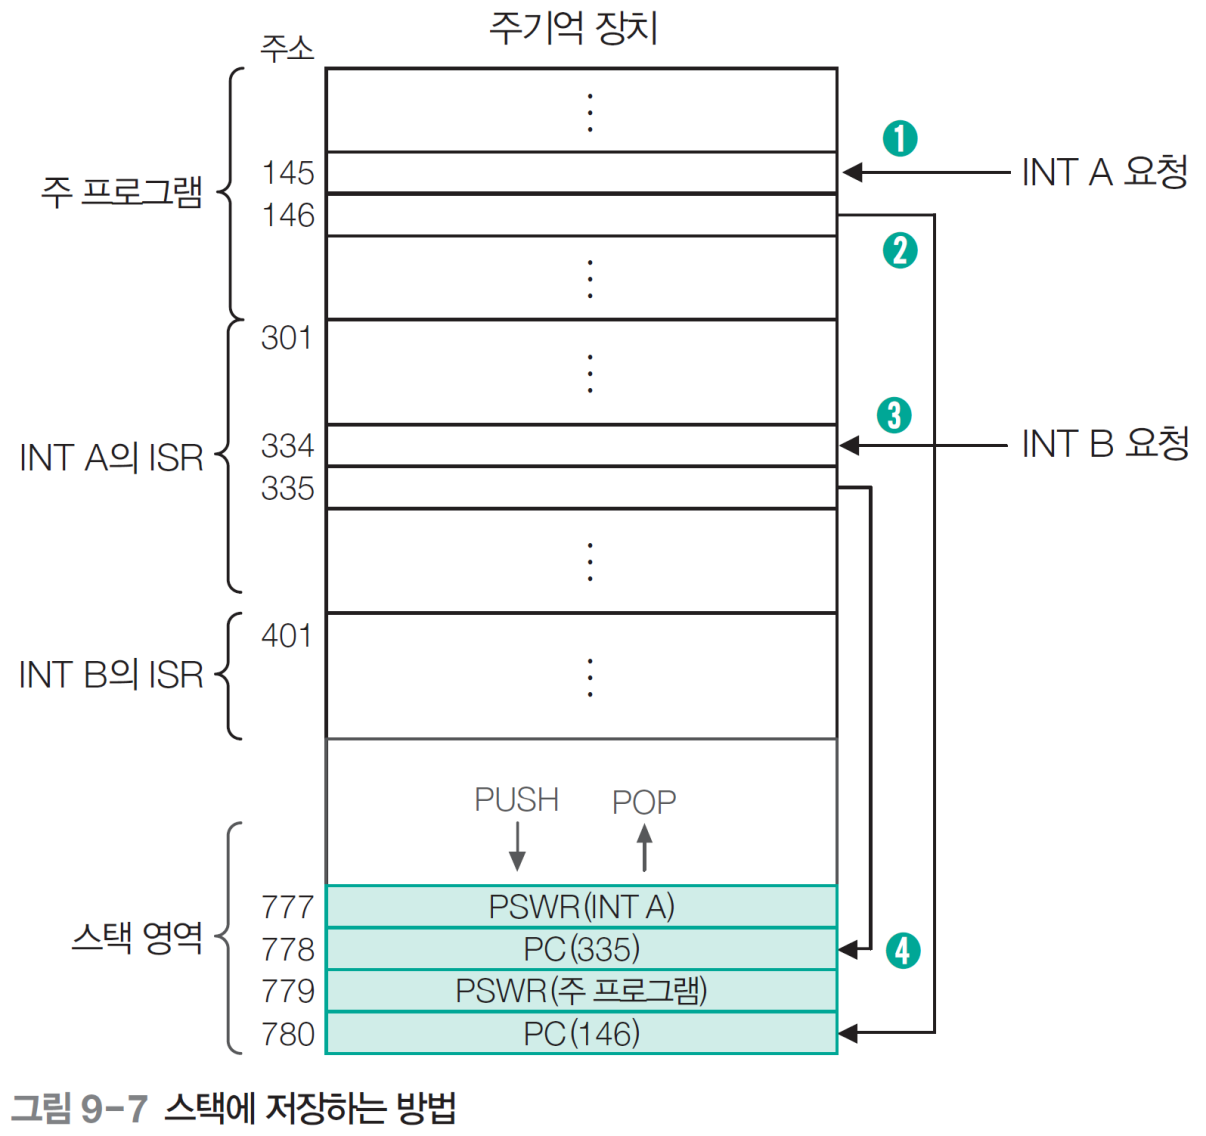 주기억 장치
주소
1
145
INT A 요청
주 프로그램
146
2
301
3
INT A의 ISR
334
INT B 요청
335
401
INT B의 ISR
PUSH POP
777 PSWR(INT A)
스택 영역
778 PC(335)
4
779 PSWR(주 프로그램)
780 PC(146)
그림 9-7 스택에 저장하는 방법